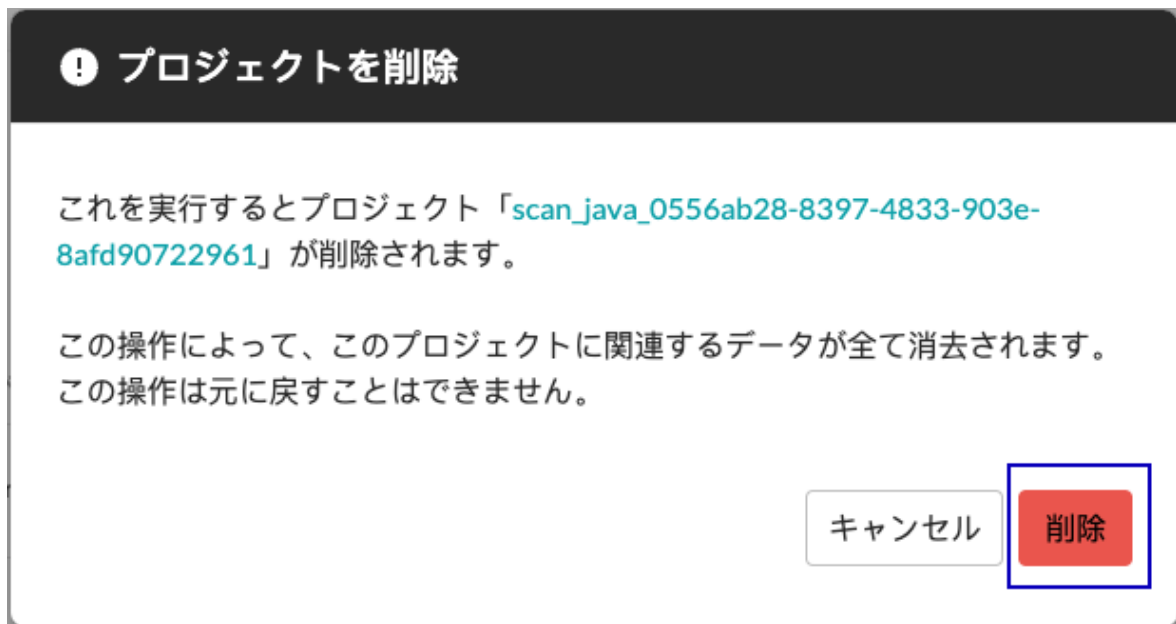 プロジェクトを削除
これを実行するとプロジェクト「scan_java_0556ab28-8397-4833-903e-
8afd90722961」が削除されます。
この操作によって、このプロジェクトに関連するデータが全て消去されます。
この操作は元に戻すことはできません。
キャンセル 削除